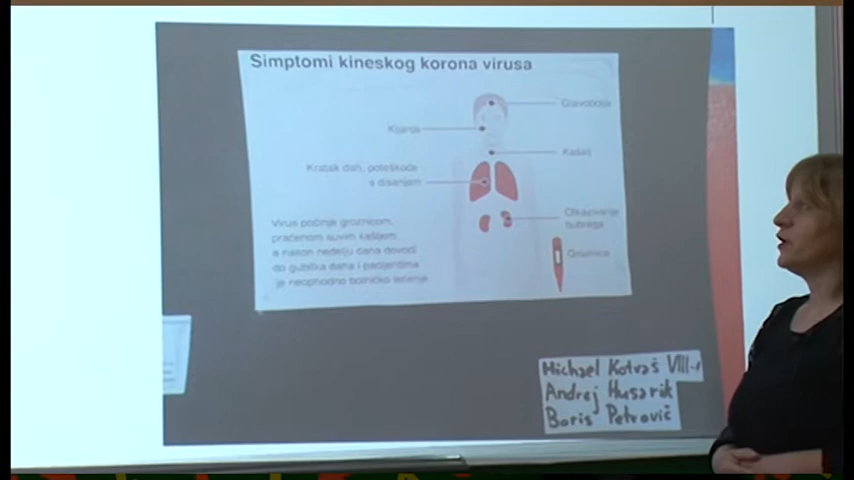 Simptomi kineskog korona virusa
Glavobolja
Kijanje
Kašalj
Kratak dah, poteškoće
s disanjem
Otkazivanje
bubrega
Groznica
Virus počinje groznicom,
praćenom suvim kašljem,
a nakon nedelju dana dovodi
do gubitka daha i pacijentima
je neophodno bolničko lečenje
Michael Kotvaš VIII-1
Andrej Husarik
Boris Petrovič